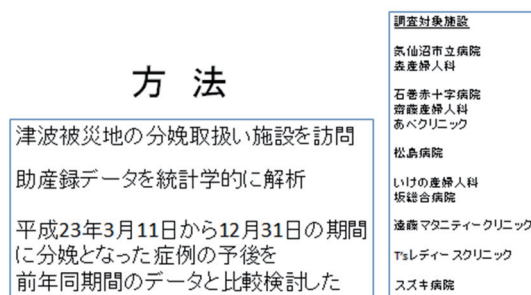 方 法
津波被災地の分娩取扱い施設を訪問
助産録データを統計学的に解析
平成23年3月11日から12月31日の期間
に分娩となった症例の予後を
前年同期間のデータと比較検討した
調査対象施設
気仙沼市立病院
森産婦人科
石巻赤十字病院
齋藤産婦人科
あべクリニック
松島病院
いけの産婦人科
坂総合病院
遠藤マタニティークリニック
T'sレディースクリニック
スズキ病院